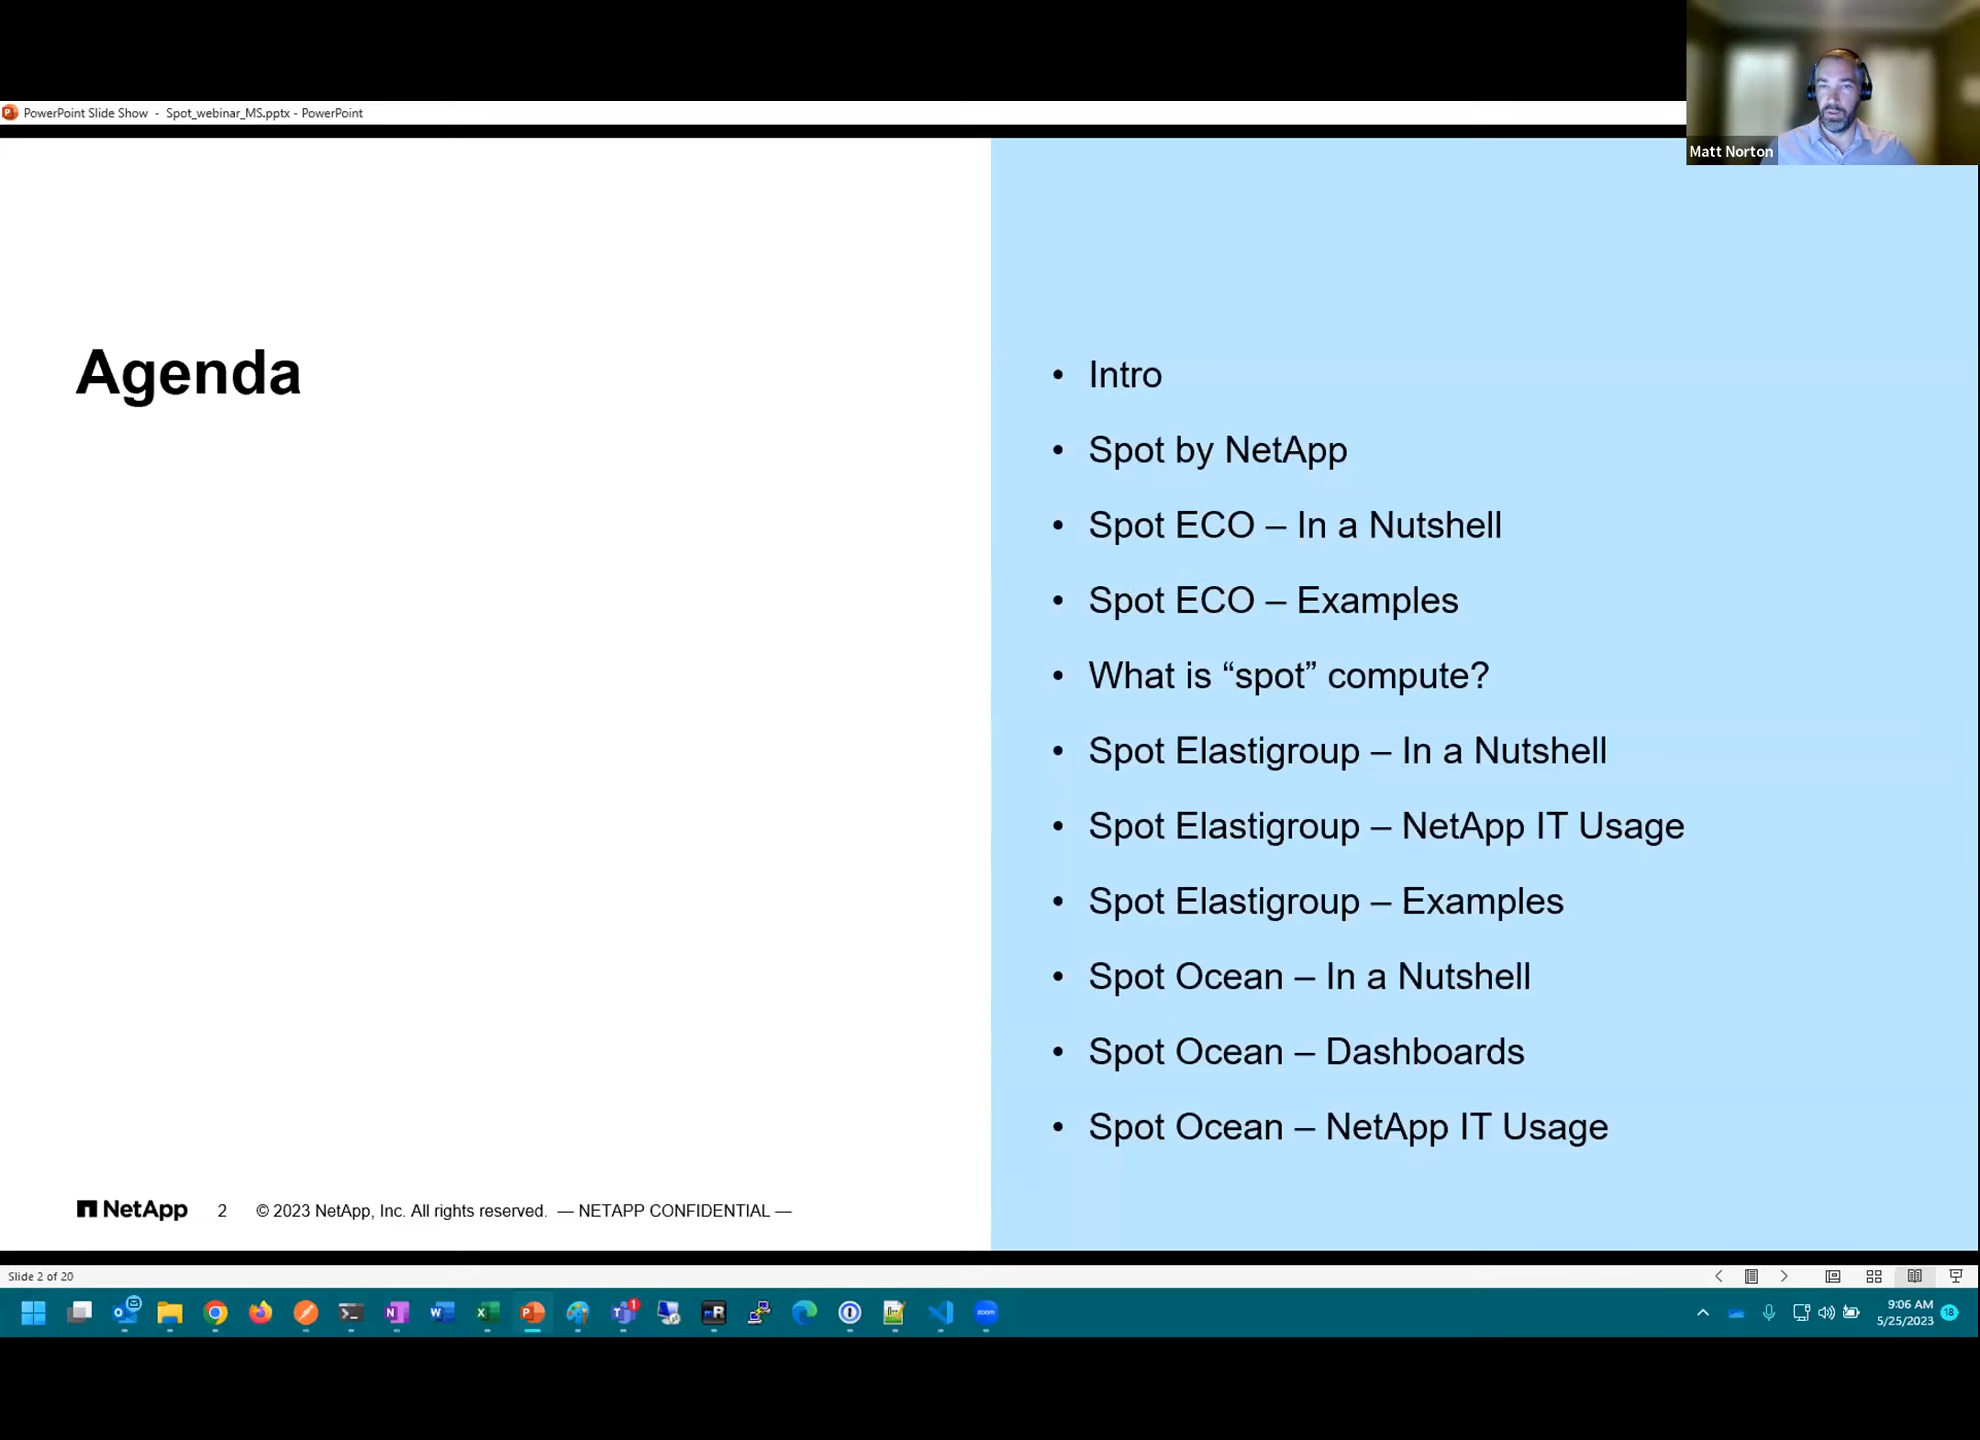 PowerPoint Slide Show - Spot_webinar_MS.pptx - PowerPoint
Matt Norton
Agenda
• Intro
• Spot by NetApp
• Spot ECO – In a Nutshell
• Spot ECO – Examples
• What is “spot” compute?
• Spot Elastigroup – In a Nutshell
• Spot Elastigroup – NetApp IT Usage
• Spot Elastigroup – Examples
• Spot Ocean – In a Nutshell
• Spot Ocean – Dashboards
• Spot Ocean – NetApp IT Usage
NetApp 2 © 2023 NetApp, Inc. All rights reserved. — NETAPP CONFIDENTIAL —
Slide 2 of 20
9:06 AM
5/25/2023
18
1
zoom